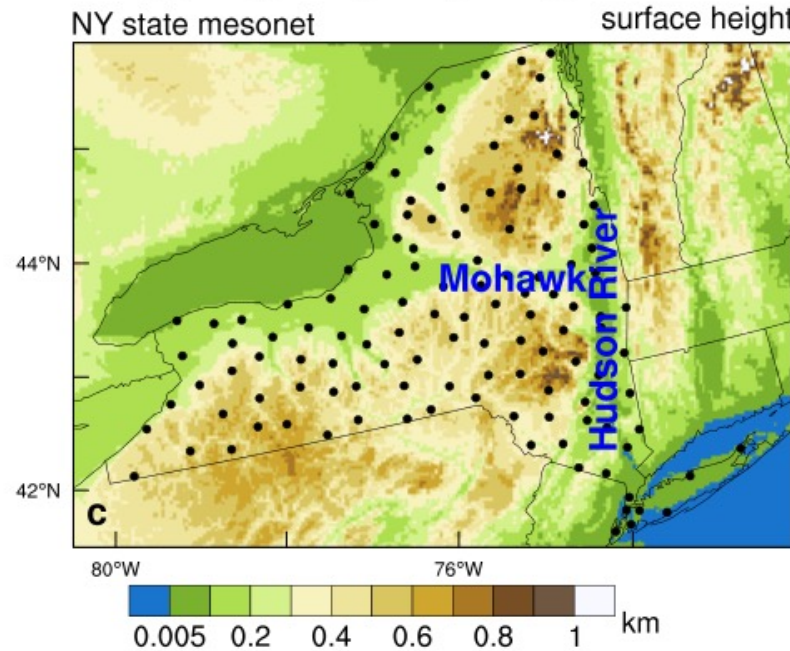 NY state mesonet
surface height
Mohawk
Hudson River
44°N
42°N
c
80°W
76°W
0.005 0.2 0.4 0.6 0.8 1 km